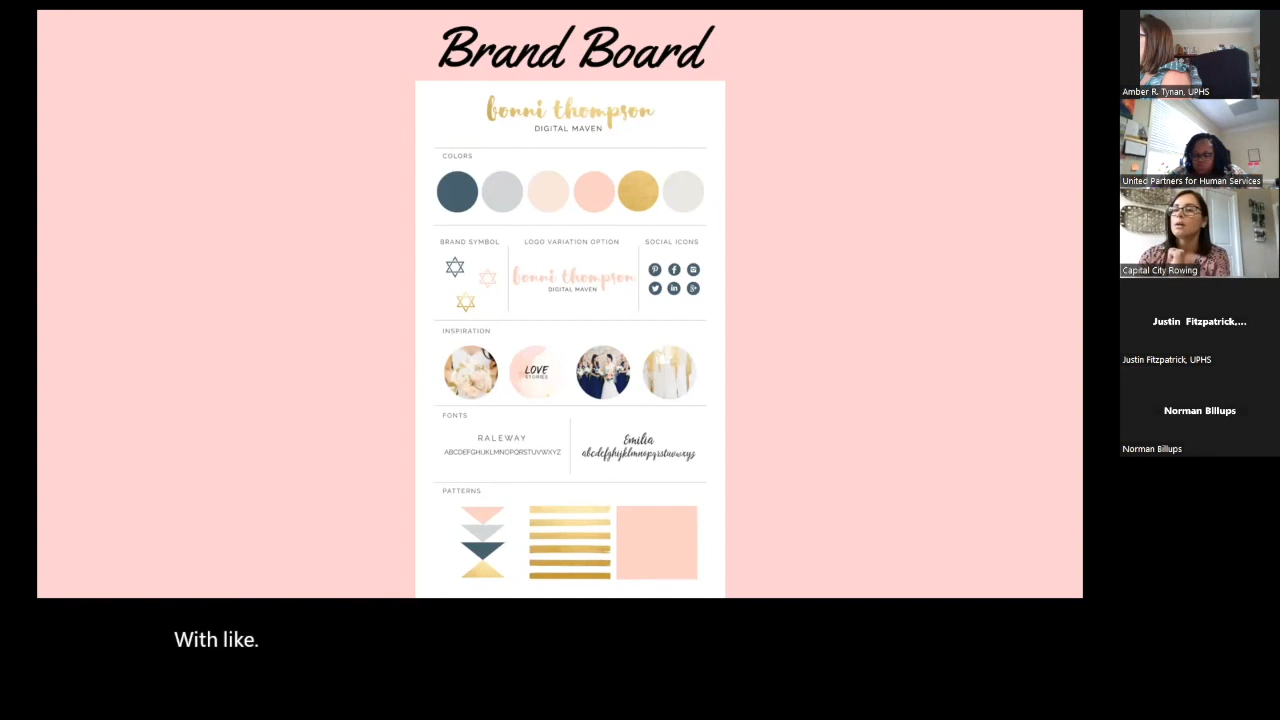 Brand Board
bonni thompson
DIGITAL MAVEN
COLORS
BRAND SYMBOL
LOGO VARIATION OPTION
bonni thompson
DIGITAL MAVEN
SOCIAL ICONS
INSPIRATION
LOVE
STORIES
FONTS
RALEWAY
ABCDEFGHIJKLMNOPQRSTUVWXYZ
Emilia
abcdefghijklmnopqrstuvwxyz
PATTERNS
With like.
Amber R. Tynan, UPHS
United Partners for Human Services
Capital City Rowing
Justin Fitzpatrick,...
Justin Fitzpatrick, UPHS
Norman Billups
Norman Billups